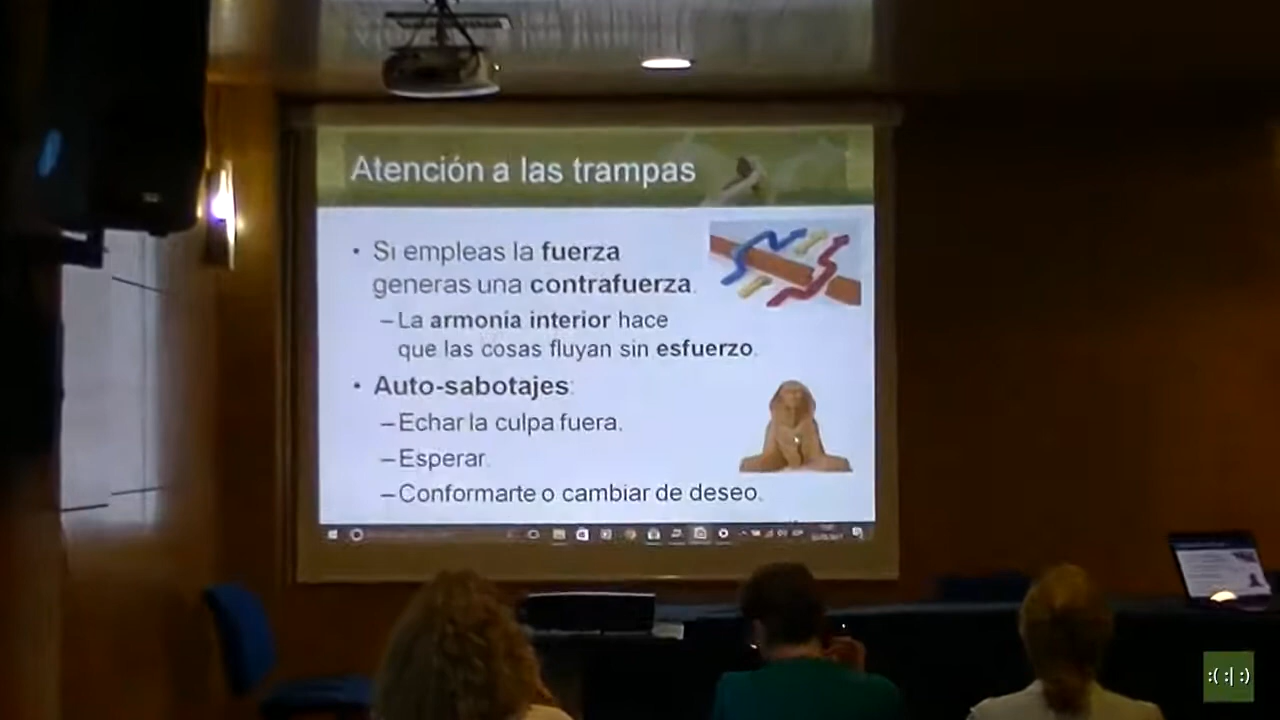 Atención a las trampas
• Si empleas la fuerza
generas una contrafuerza.
– La armonía interior hace
que las cosas fluyan sin esfuerzo.
• Auto-sabotajes:
– Echar la culpa fuera.
– Esperar.
– Conformarte o cambiar de deseo.
:( :| :)